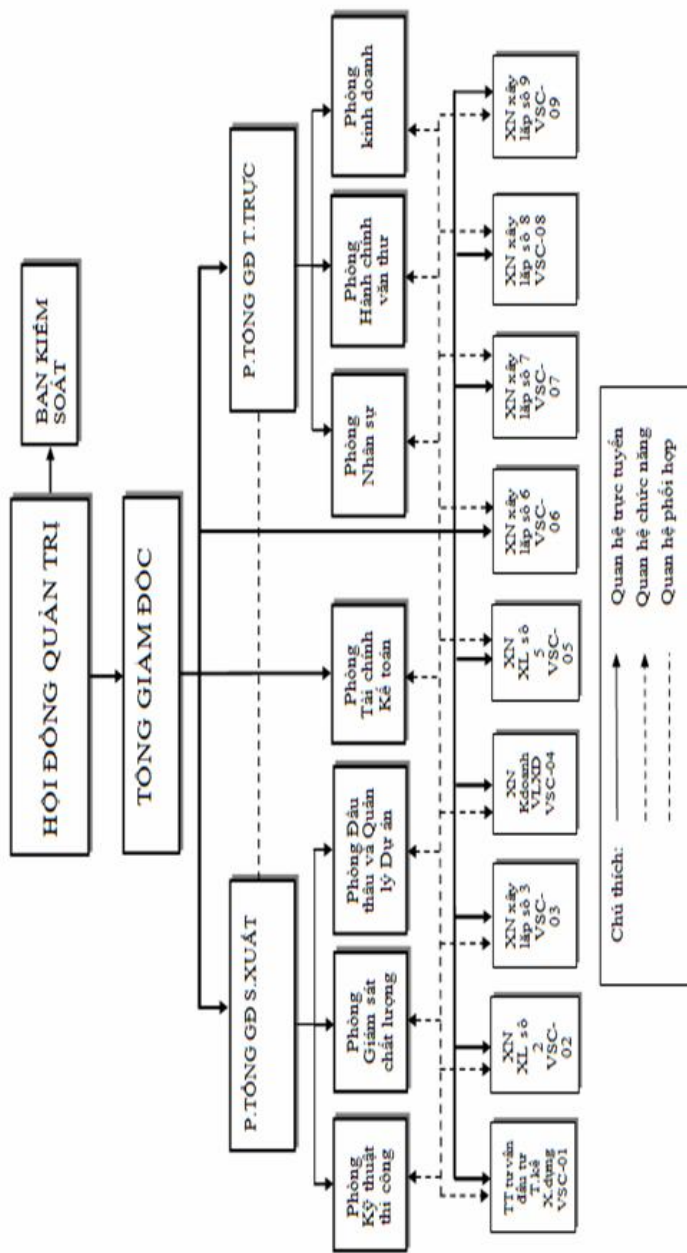 HỘI ĐỒNG QUẢN TRỊ
BAN KIỂM
SOÁT
TỔNG GIÁM ĐỐC
P.TỔNG GĐ S.XUẤT
P.TỔNG GĐ T.TRỰC
Phòng
Kỹ thuật
thi công
Phòng
Giám sát
chất lượng
Phòng Đấu
thầu và Quản
lý Dự án
Phòng
Tài chính
Kế toán
Phòng
Nhân sự
Phòng
Hành chính
văn thư
Phòng
kinh doanh
TT tư vấn
đầu tư
T.kế
X.dựng
VSC-01
XN
XL số
2
VSC-
02
XN xây
lắp số 3
VSC-
03
XN
Kdoanh
VLXD
VSC-04
XN
XL số
5
VSC-
05
XN xây
lắp số 6
VSC-
06
XN xây
lắp số 7
VSC-
07
XN xây
lắp số 8
VSC-08
XN xây
lắp số 9
VSC-
09
Chú thích:
Quan hệ trực tuyến
Quan hệ chức năng
Quan hệ phối hợp